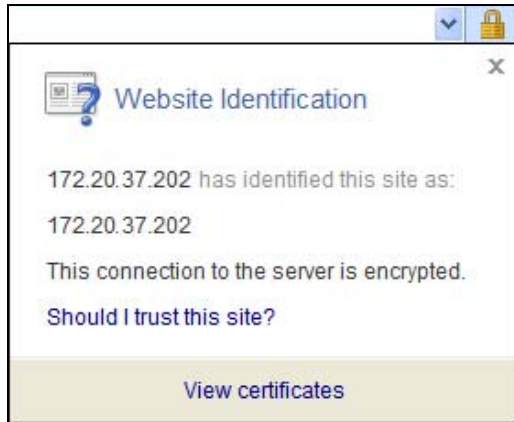 Website Identification
172.20.37.202 has identified this site as:
172.20.37.202
This connection to the server is encrypted.
Should I trust this site?
View certificates